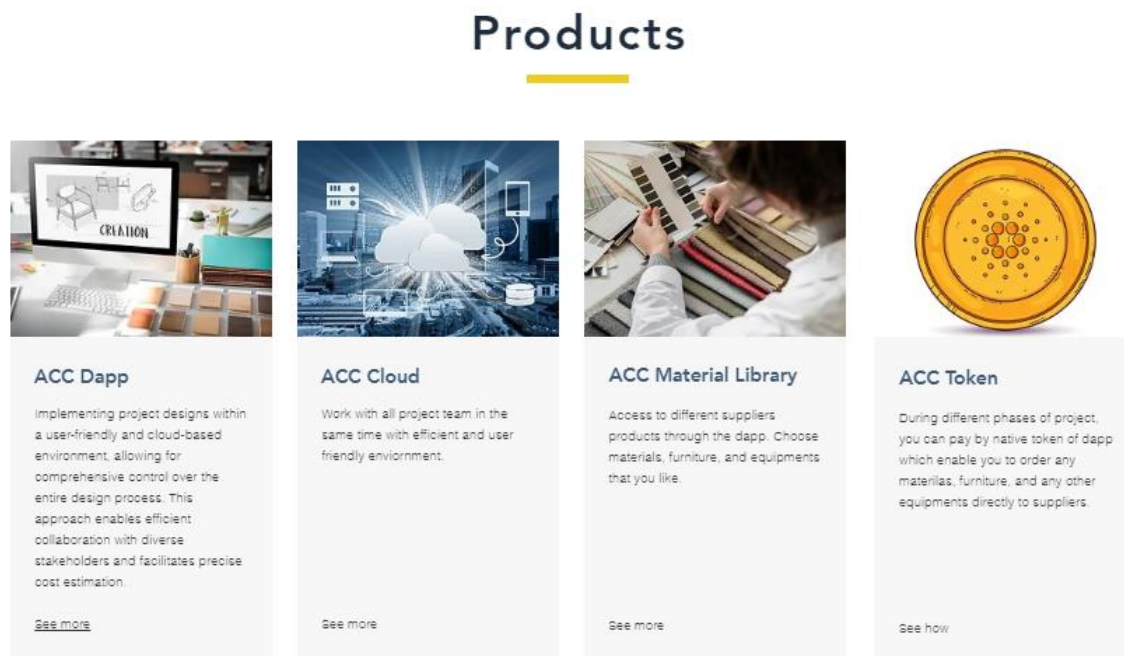 Products
CREATION
ACC Dapp
Implementing project designs within
a user-friendly and cloud-based
environment, allowing for
comprehensive control over the
entire design process. This
approach enables efficient
collaboration with diverse
stakeholders and facilitates precise
cost estimation.
See more
ACC Cloud
Work with all project team in the
same time with efficient and user
friendly enviornment.
See more
ACC Material Library
Access to different suppliers
products through the dapp. Choose
materials, furniture, and equipments
that you like.
See more
ACC Token
During different phases of project,
you can pay by native token of dapp
which enable you to order any
materilas, furniture, and any other
equipments directly to suppliers.
See how